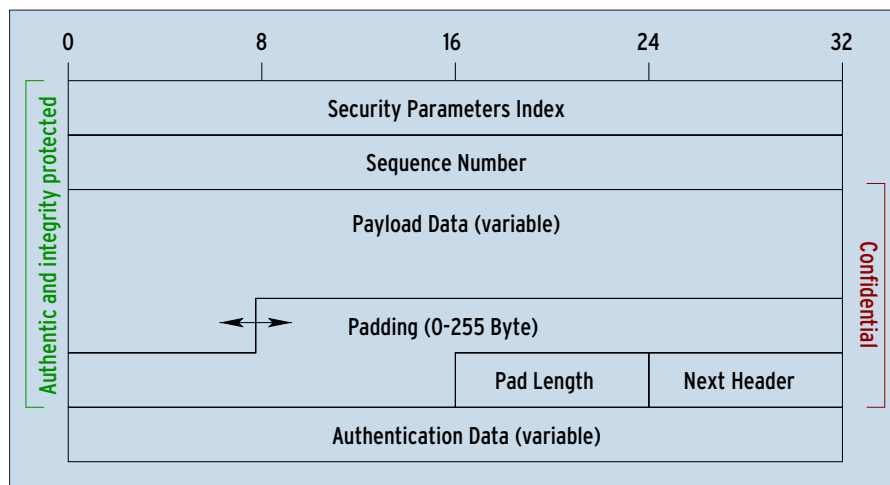 0 8 16 24 32
Security Parameters Index
Sequence Number
Payload Data (variable)
Padding (0-255 Byte)
Pad Length Next Header
Authentication Data (variable)
Authentic and integrity protected
Confidential